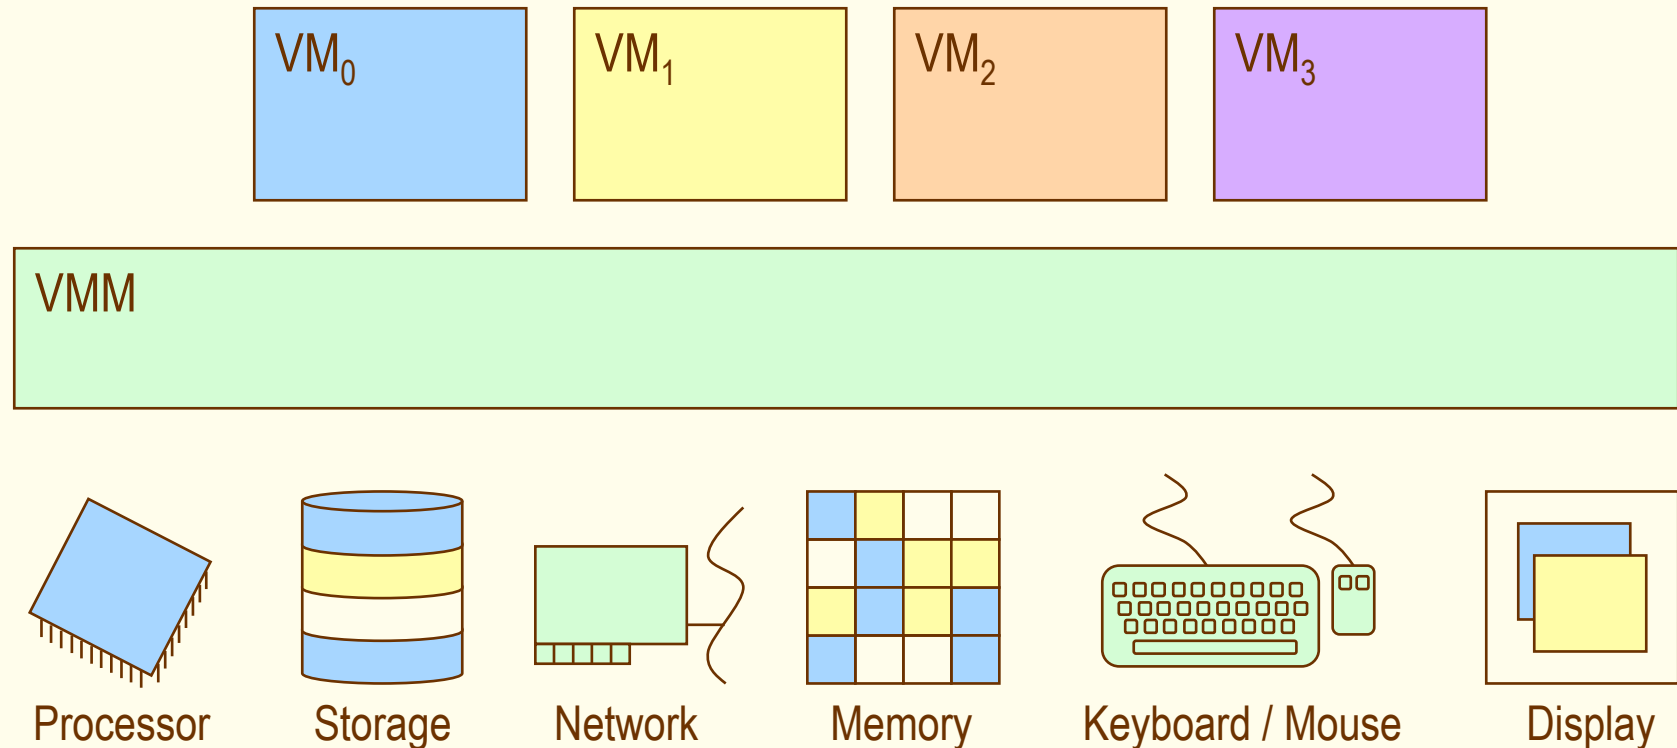 VM₀
VM₁
VM₂
VM₃
VMM
Processor
Storage
Network
Memory
Keyboard / Mouse
Display